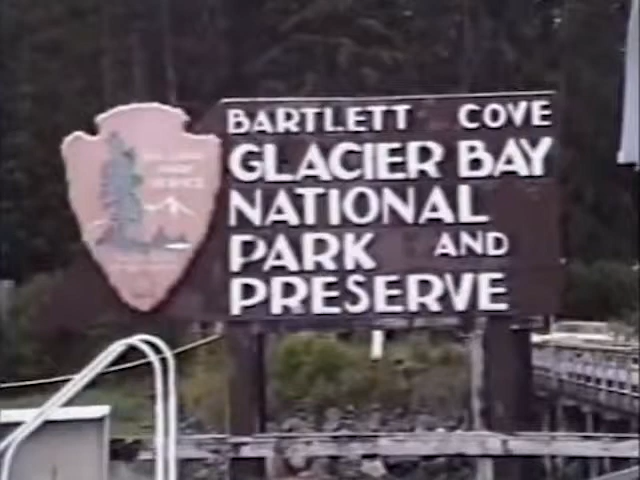 BARTLETT COVE
GLACIER BAY
NATIONAL
PARK AND
PRESERVE